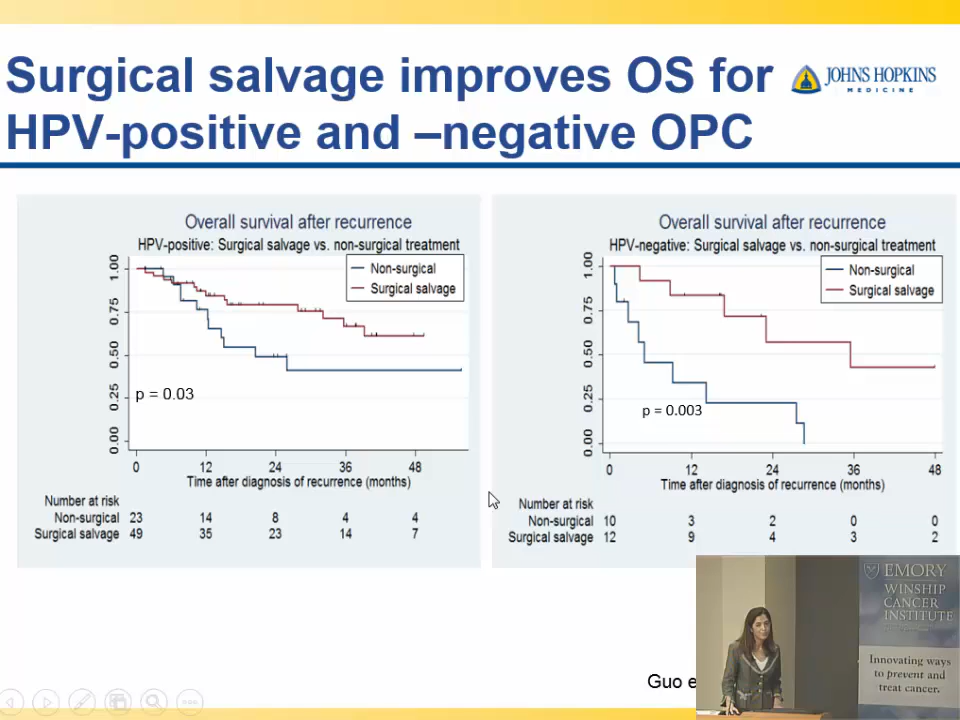 Surgical salvage improves OS for
HPV-positive and –negative OPC
JOHNS HOPKINS
MEDICINE
Overall survival after recurrence
HPV-positive: Surgical salvage vs. non-surgical treatment
Non-surgical
Surgical salvage
1.00
0.75
0.50
0.25
0.00
p = 0.03
0 12 24 36 48
Time after diagnosis of recurrence (months)
Number at risk
Non-surgical 23 14 8 4 4
Surgical salvage 49 35 23 14 7
Overall survival after recurrence
HPV-negative: Surgical salvage vs. non-surgical treatment
Non-surgical
Surgical salvage
1.00
0.75
0.50
0.25
0.00
p = 0.003
0 12 24 36 48
Time after diagnosis of recurrence (months)
Number at risk
Non-surgical 10 3 2 0 0
Surgical salvage 12 9 4 3 2
EMORY
WINSHIP
CANCER
INSTITUTE
Innovating ways
to prevent and
treat cancer.
Guo e